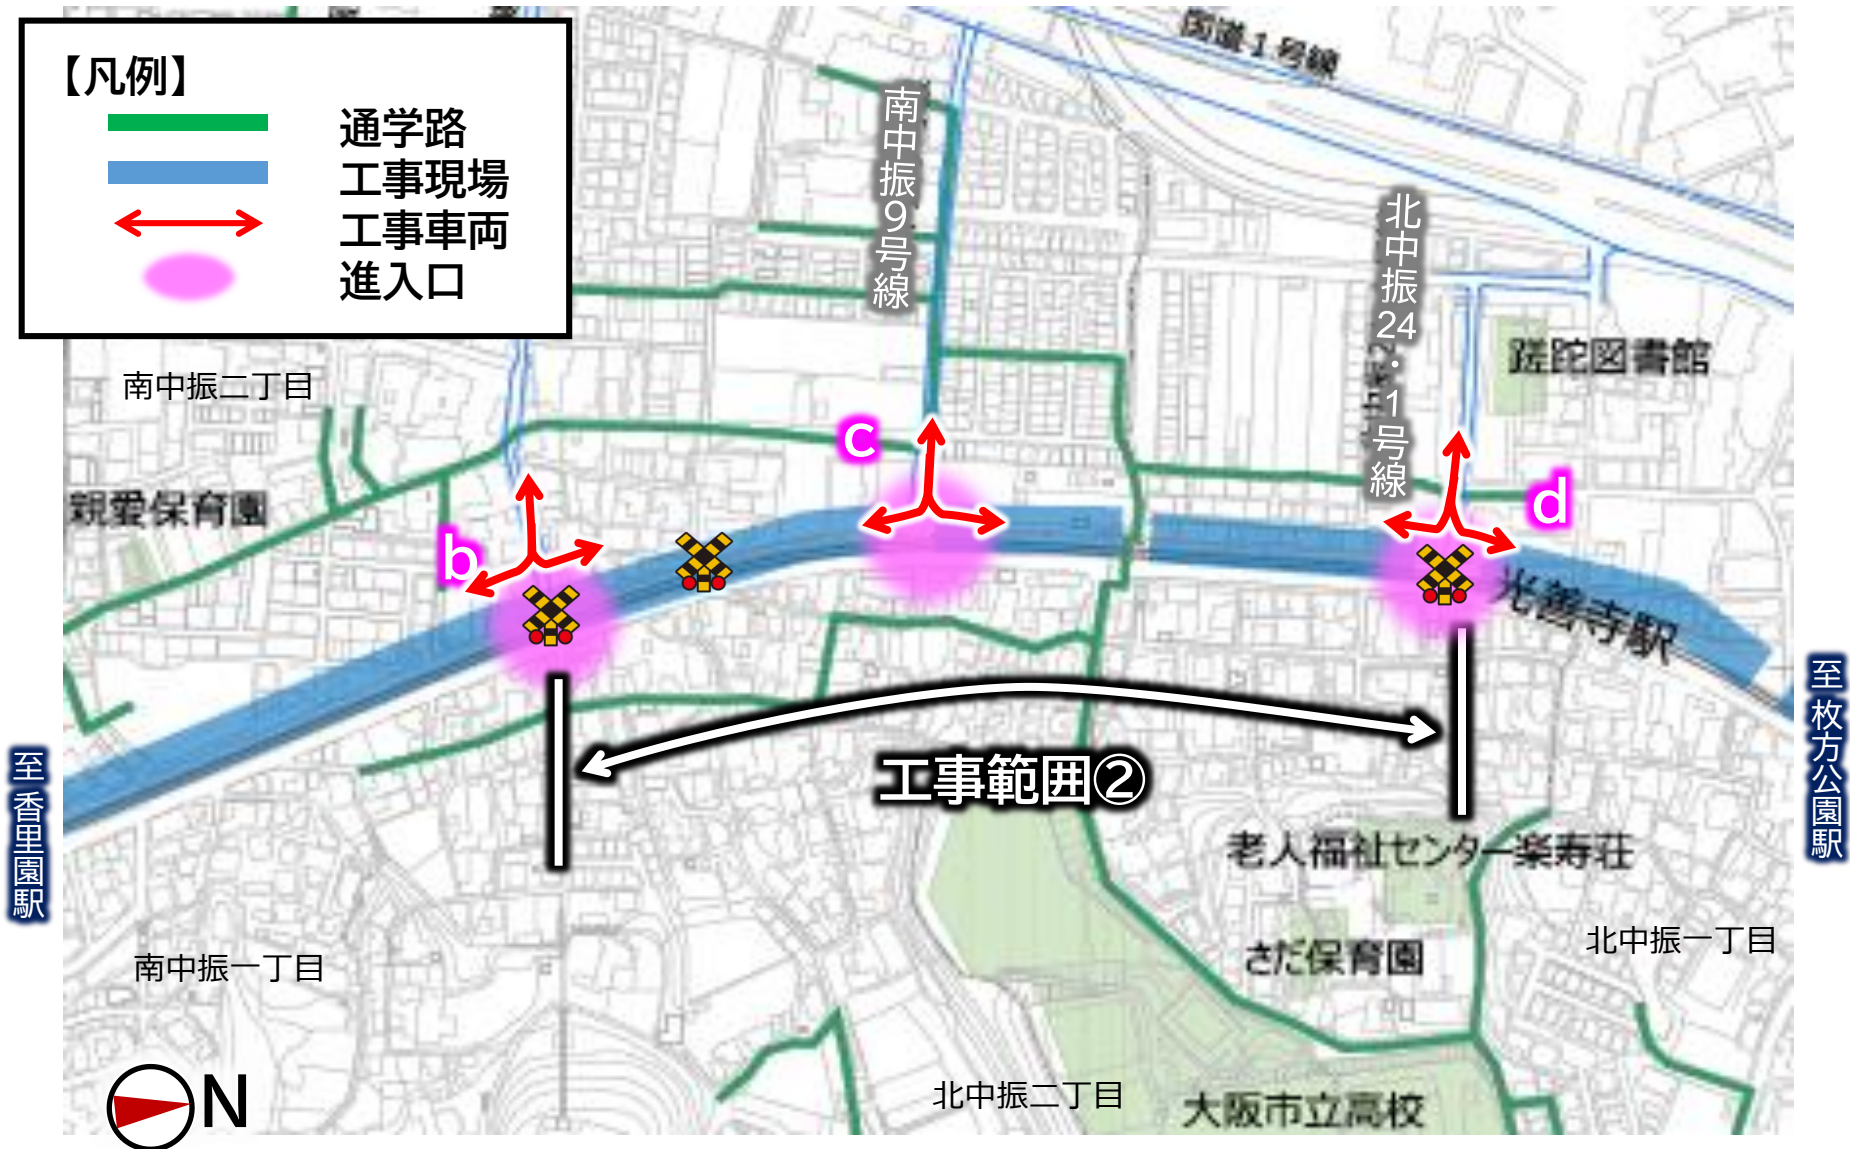 【凡例】
通学路
工事現場
工事車両
進入口
国道1号線
南中振9号線
北中振24・1号線
蹉跎図書館
南中振二丁目
親愛保育園
b
c
d
光善寺駅
至枚方公園駅
至香里園駅
工事範囲②
老人福祉センター楽寿荘
さだ保育園
北中振一丁目
南中振一丁目
北中振二丁目
大阪市立高校
N